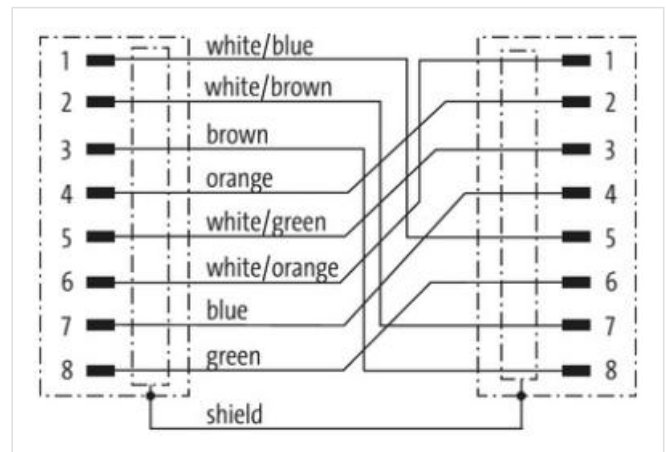 1 white/blue 1
2 white/brown 2
3 brown 3
4 orange 4
5 white/green 5
6 white/orange 6
7 blue 7
8 green 8
shield